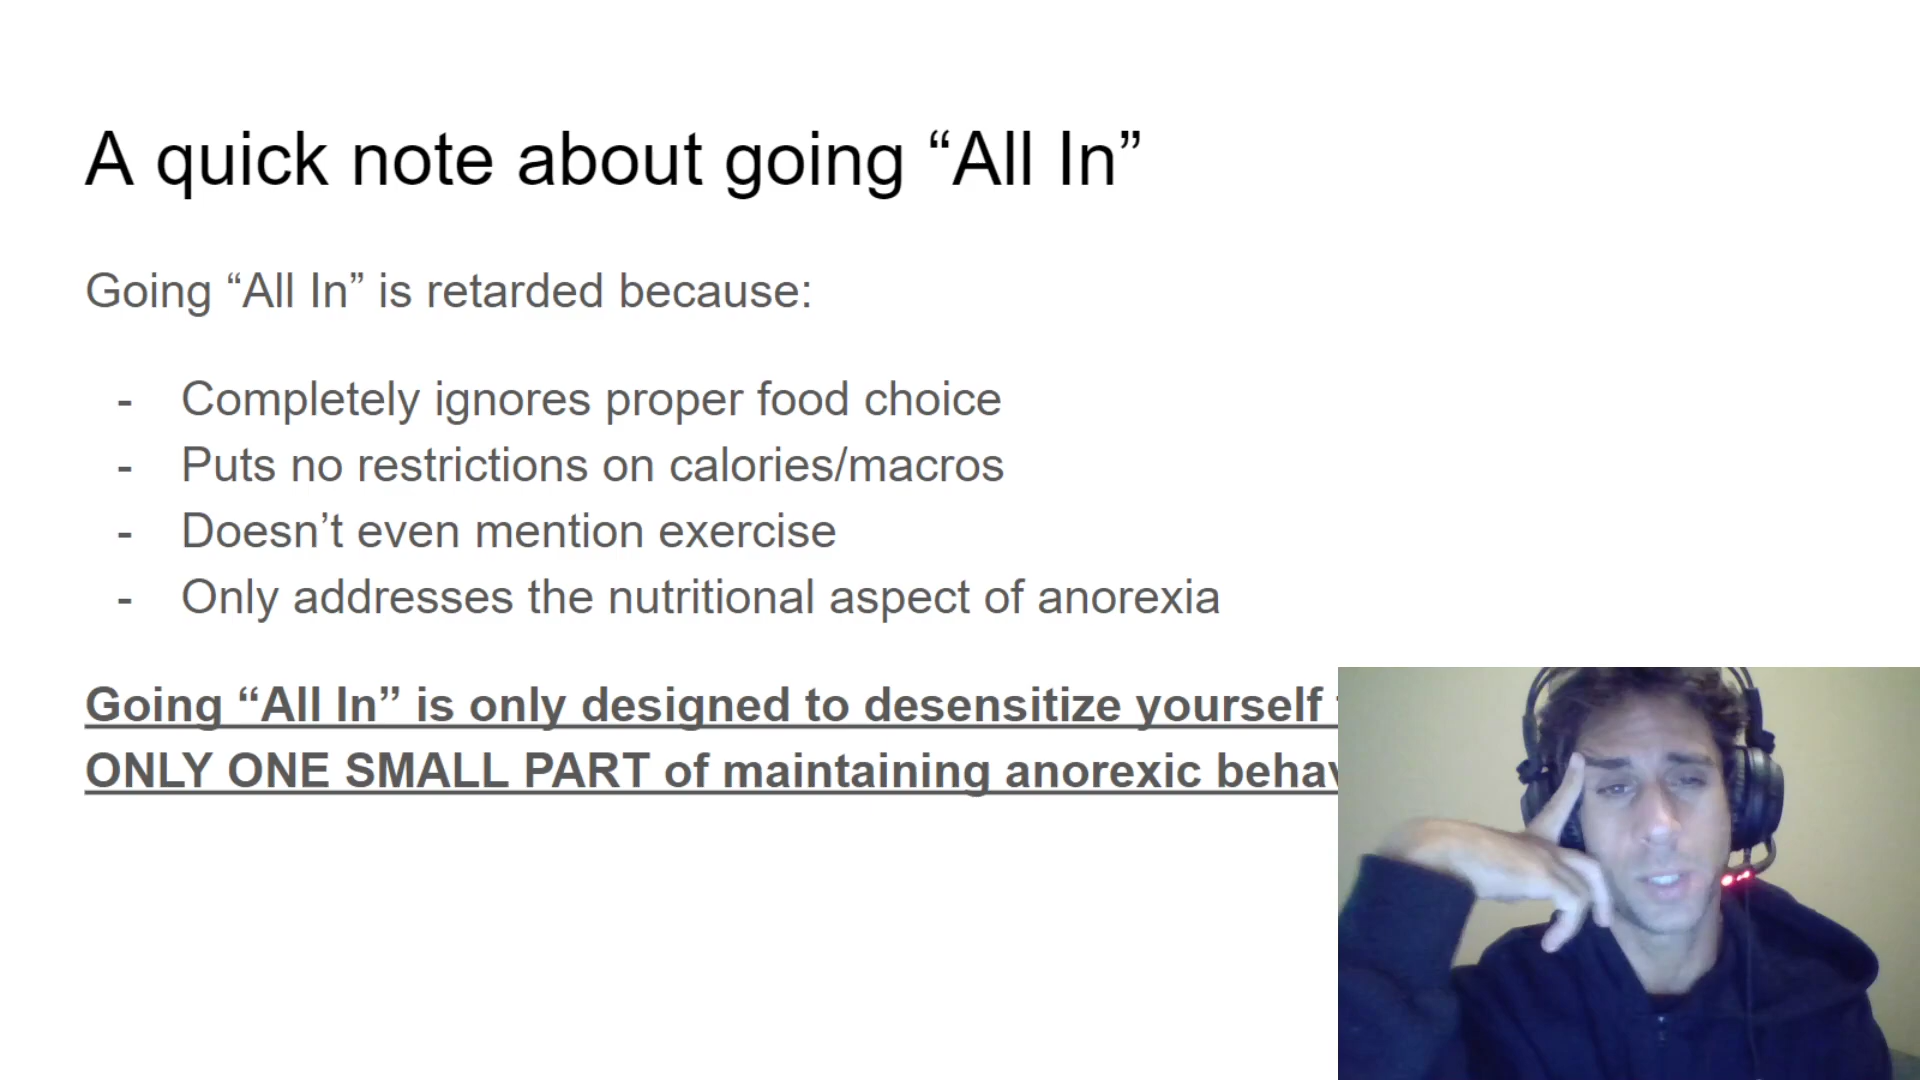 A quick note about going “All In”
Going “All In” is retarded because:
- Completely ignores proper food choice
- Puts no restrictions on calories/macros
- Doesn’t even mention exercise
- Only addresses the nutritional aspect of anorexia
Going “All In” is only designed to desensitize yourself
ONLY ONE SMALL PART of maintaining anorexic